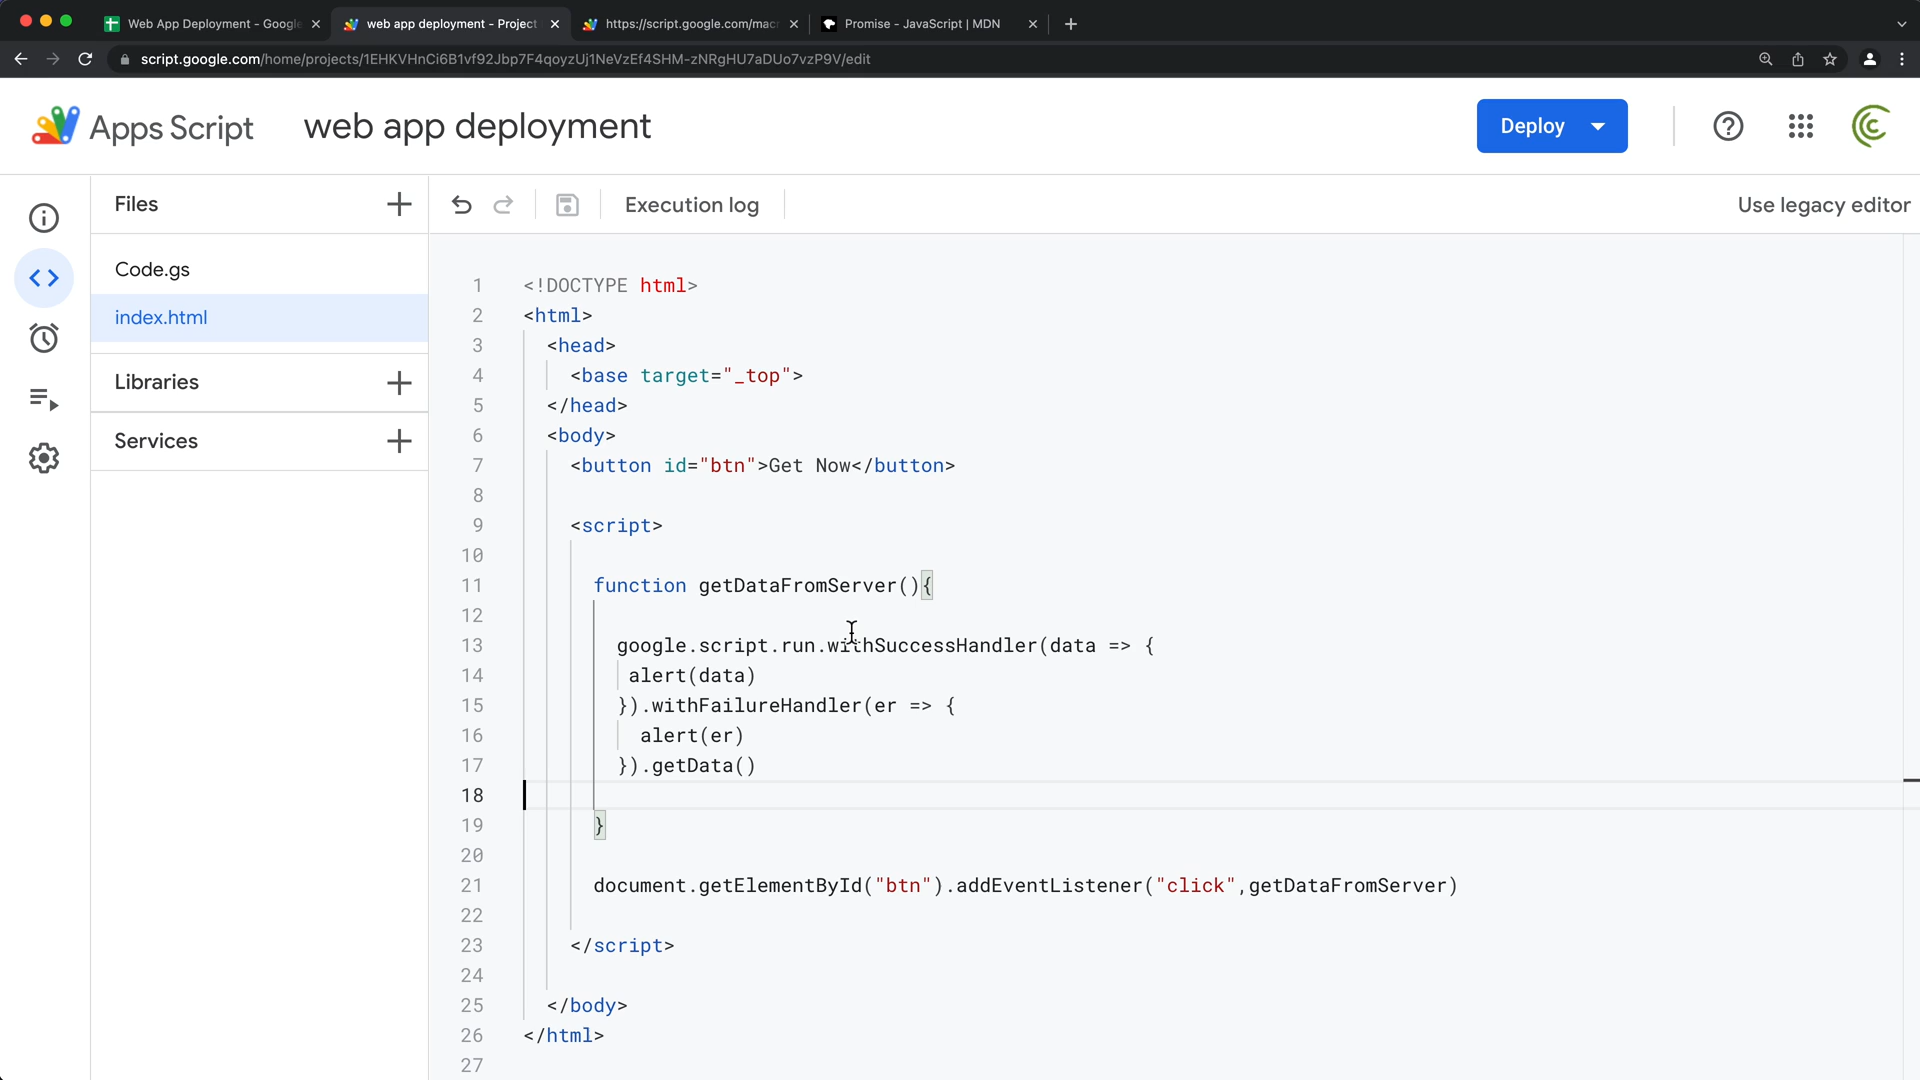 Web App Deployment - Google
web app deployment - Project
https://script.google.com/macr
Promise - JavaScript | MDN
script.google.com/home/projects/1EHKVHnCi6B1vf92Jbp7F4qoyzUj1NeVzEf4SHM-zNRgHU7aDUo7vzP9V/edit
Apps Script
web app deployment
Deploy
Files
Execution log
Use legacy editor
Code.gs
index.html
Libraries
Services
1 <!DOCTYPE html>
2 <html>
3 <head>
4 <base target="_top">
5 </head>
6 <body>
7 <button id="btn">Get Now</button>
8
9 <script>
10
11 function getDataFromServer(){
12
13 google.script.run.withSuccessHandler(data => {
14 alert(data)
15 }).withFailureHandler(er => {
16 alert(er)
17 }).getData()
18
19 }
20
21 document.getElementById("btn").addEventListener("click",getDataFromServer)
22
23 </script>
24
25 </body>
26 </html>
27